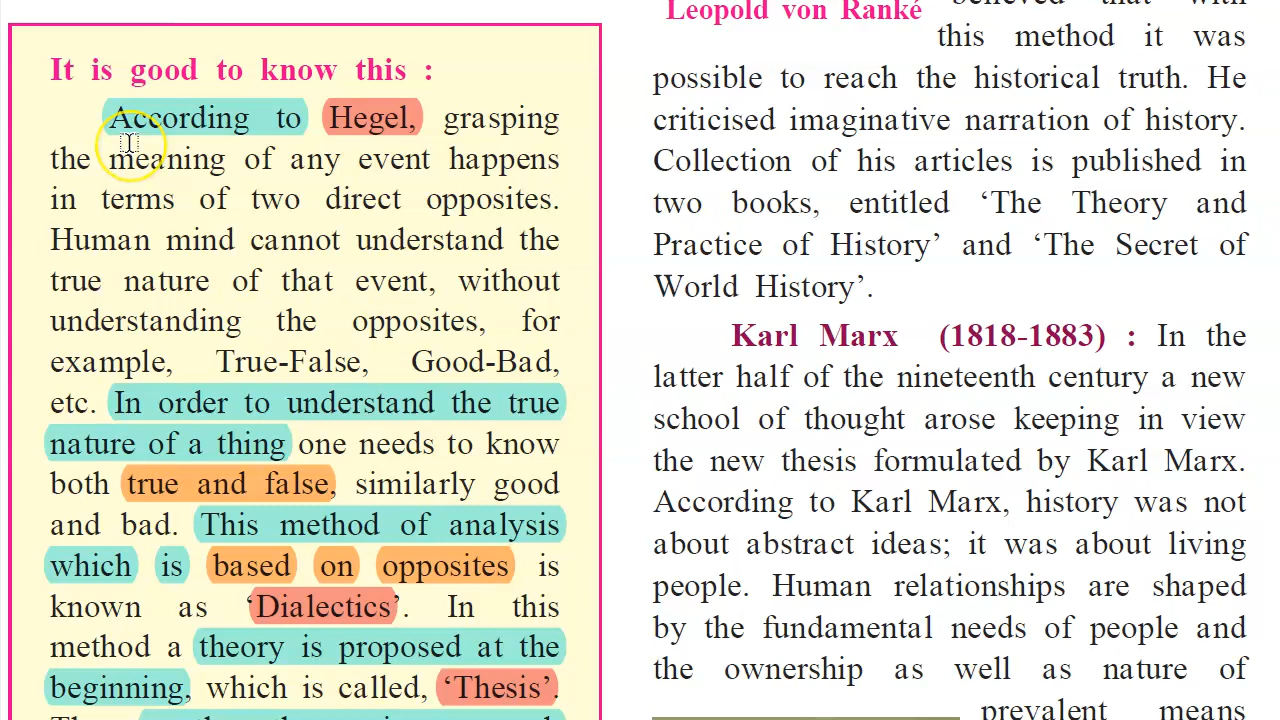 It is good to know this :
According to Hegel, grasping
the meaning of any event happens
in terms of two direct opposites.
Human mind cannot understand the
true nature of that event, without
understanding the opposites, for
example, True-False, Good-Bad,
etc. In order to understand the true
nature of a thing one needs to know
both true and false, similarly good
and bad. This method of analysis
which is based on opposites is
known as ‘Dialectics’. In this
method a theory is proposed at the
beginning, which is called, ‘Thesis’.
Leopold von Ranké
believed that with
this method it was
possible to reach the historical truth. He
criticised imaginative narration of history.
Collection of his articles is published in
two books, entitled ‘The Theory and
Practice of History’ and ‘The Secret of
World History’.
Karl Marx (1818-1883) : In the
latter half of the nineteenth century a new
school of thought arose keeping in view
the new thesis formulated by Karl Marx.
According to Karl Marx, history was not
about abstract ideas; it was about living
people. Human relationships are shaped
by the fundamental needs of people and
the ownership as well as nature of
prevalent means